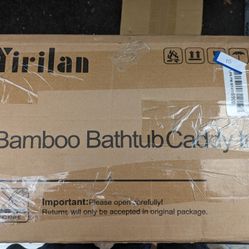 Yirilan
Bamboo Bathtub Caddy
Important: Please open carefully!
Returns will only be accepted in original package.